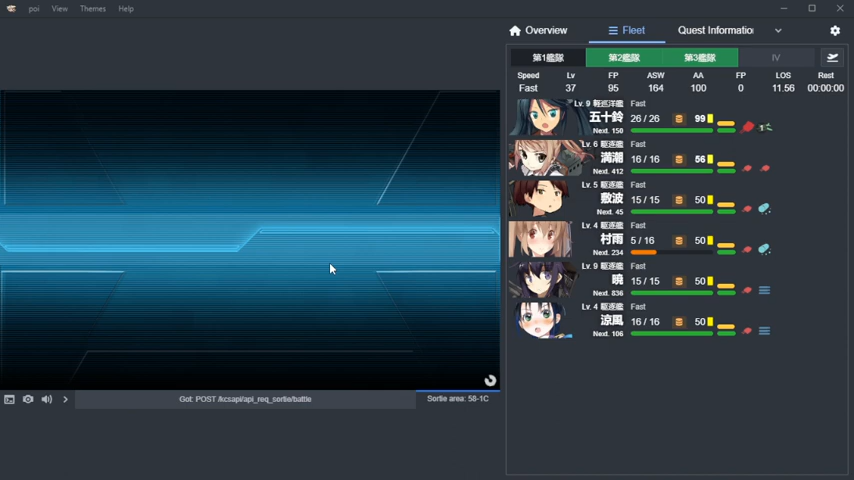 poi View Themes Help
Overview Fleet Quest Informatio
第1艦隊 第2艦隊 第3艦隊 IV
Speed Lv FP ASW AA FP LOS Rest
Fast 37 95 164 100 0 11.56 00:00:00
Lv. 9 軽巡洋艦 Fast
五十鈴 26 / 26 99
Next. 150
Lv. 6 駆逐艦 Fast
満潮 16 / 16 56
Next. 412
Lv. 5 駆逐艦 Fast
敷波 15 / 15 50
Next. 45
Lv. 4 駆逐艦 Fast
村雨 5 / 16 50
Next. 234
Lv. 9 駆逐艦 Fast
暁 15 / 15 50
Next. 836
Lv. 4 駆逐艦 Fast
涼風 16 / 16 50
Next. 106
Got: POST /kcsapi/api_req_sortie/battle
Sortie area: 58-1C